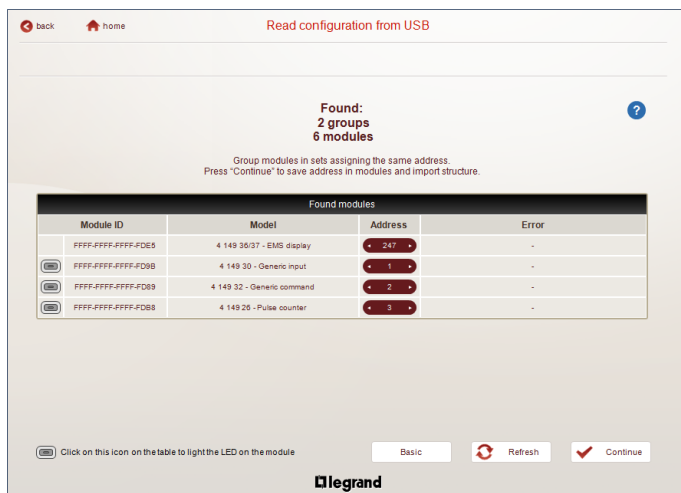 back
home
Read configuration from USB
Found:
2 groups
6 modules
?
Group modules in sets assigning the same address.
Press "Continue" to save address in modules and import structure.
Found modules
Module ID Model Address Error
FFFF-FFFF-FFFF-FDE5 4 149 36/37 - EMS display 247 -
FFFF-FFFF-FFFF-FD9B 4 149 30 - Generic input 1 -
FFFF-FFFF-FFFF-FD89 4 149 32 - Generic command 2 -
FFFF-FFFF-FFFF-FDB8 4 149 26 - Pulse counter 3 -
Click on this icon on the table to light the LED on the module
Basic
Refresh
Continue
legrand